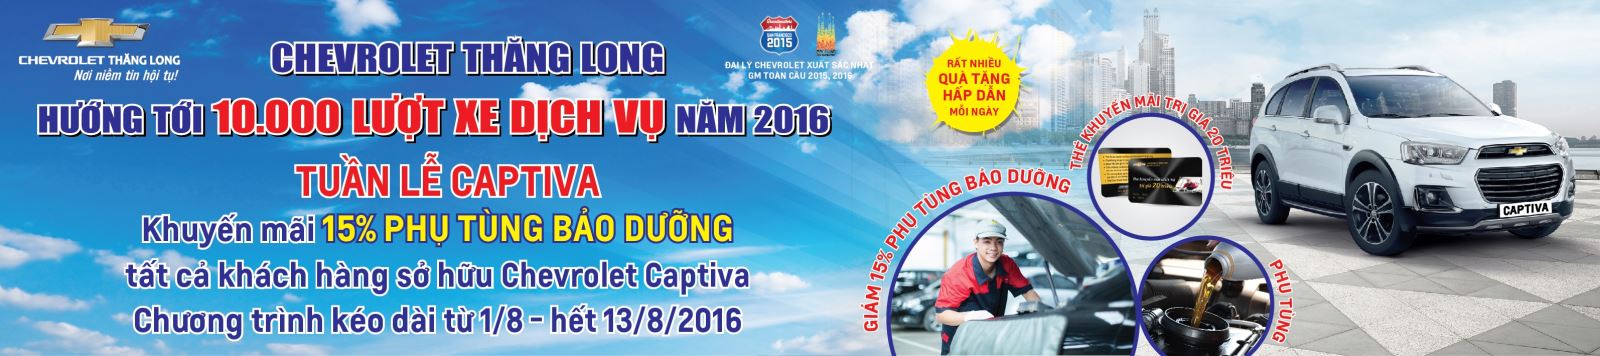 CHEVROLET THĂNG LONG
Nơi niềm tin hội tụ!
CHEVROLET THĂNG LONG
HƯỚNG TỚI 10.000 LƯỢT XE DỊCH VỤ NĂM 2016
TUẦN LỄ CAPTIVA
Khuyến mãi 15% PHỤ TÙNG BẢO DƯỠNG
tất cả khách hàng sở hữu Chevrolet Captiva
Chương trình kéo dài từ 1/8 - hết 13/8/2016
SAN FRANCISCO
2015
ĐẠI LÝ CHEVROLET XUẤT SẮC NHẤT
GM TOÀN CẦU 2015, 2016
RẤT NHIỀU
QUÀ TẶNG
HẤP DẪN
MỖI NGÀY
GIẢM 15% PHỤ TÙNG BẢO DƯỠNG
THẺ KHUYẾN MÃI TRỊ GIÁ 20 TRIỆU
PHỤ TÙNG
CAPTIVA